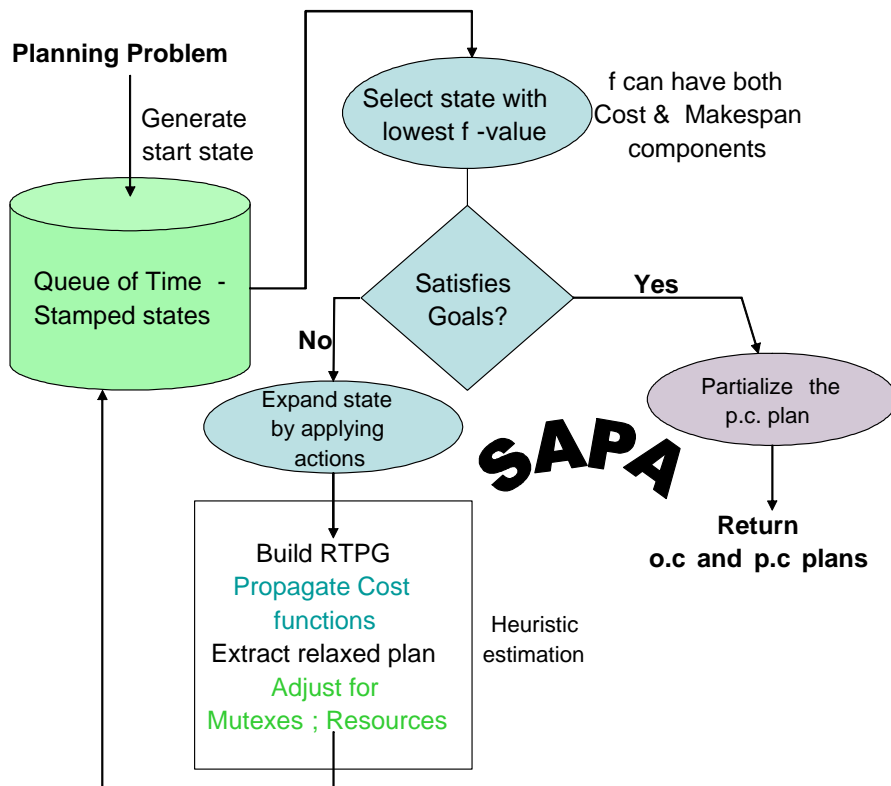 Planning Problem
Generate
start state
Queue of Time -
Stamped states
Select state with
lowest f -value
f can have both
Cost & Makespan
components
Satisfies
Goals?
Yes
No
Expand state
by applying
actions
Partialize the
p.c. plan
SAPA
Return
o.c and p.c plans
Build RTPG
Propagate Cost
functions
Extract relaxed plan
Adjust for
Mutexes ; Resources
Heuristic
estimation